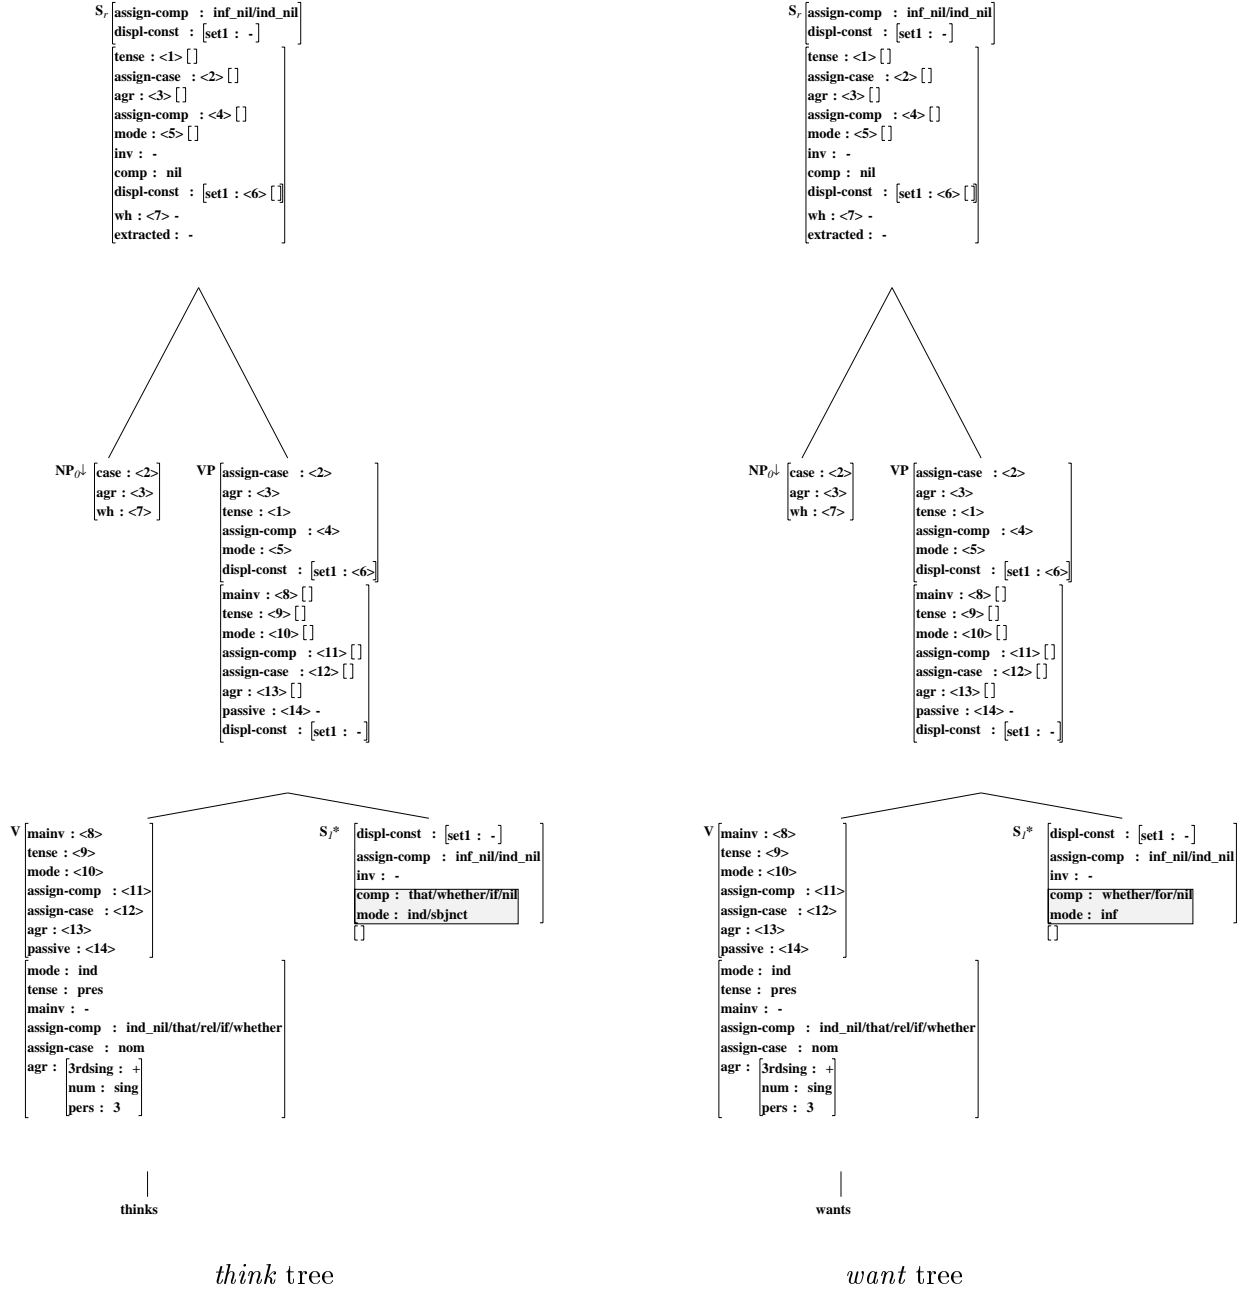 S_r [assign-comp : inf_nil/ind_nil
displ-const : [set1 : -]]
[tense : <1> []
assign-case : <2> []
agr : <3> []
assign-comp : <4> []
mode : <5> []
inv : -
comp : nil
displ-const : [set1 : <6> []]
wh : <7> -
extracted : -]
NP_0↓ [case : <2>
agr : <3>
wh : <7>]
VP [assign-case : <2>
agr : <3>
tense : <1>
assign-comp : <4>
mode : <5>
displ-const : [set1 : <6>]]
[mainv : <8> []
tense : <9> []
mode : <10> []
assign-comp : <11> []
assign-case : <12> []
agr : <13> []
passive : <14> -
displ-const : [set1 : -]]
V [mainv : <8>
tense : <9>
mode : <10>
assign-comp : <11>
assign-case : <12>
agr : <13>
passive : <14>]
[mode : ind
tense : pres
mainv : -
assign-comp : ind_nil/that/rel/if/whether
assign-case : nom
agr : [3rdsing : +
num : sing
pers : 3]]
S_1* [displ-const : [set1 : -]
assign-comp : inf_nil/ind_nil
inv : -
comp : that/whether/if/nil
mode : ind/sbjnct]
[]
thinks
think tree
S_r [assign-comp : inf_nil/ind_nil
displ-const : [set1 : -]]
[tense : <1> []
assign-case : <2> []
agr : <3> []
assign-comp : <4> []
mode : <5> []
inv : -
comp : nil
displ-const : [set1 : <6> []]
wh : <7> -
extracted : -]
NP_0↓ [case : <2>
agr : <3>
wh : <7>]
VP [assign-case : <2>
agr : <3>
tense : <1>
assign-comp : <4>
mode : <5>
displ-const : [set1 : <6>]]
[mainv : <8> []
tense : <9> []
mode : <10> []
assign-comp : <11> []
assign-case : <12> []
agr : <13> []
passive : <14> -
displ-const : [set1 : -]]
V [mainv : <8>
tense : <9>
mode : <10>
assign-comp : <11>
assign-case : <12>
agr : <13>
passive : <14>]
[mode : ind
tense : pres
mainv : -
assign-comp : ind_nil/that/rel/if/whether
assign-case : nom
agr : [3rdsing : +
num : sing
pers : 3]]
S_1* [displ-const : [set1 : -]
assign-comp : inf_nil/ind_nil
inv : -
comp : whether/for/nil
mode : inf]
[]
wants
want tree